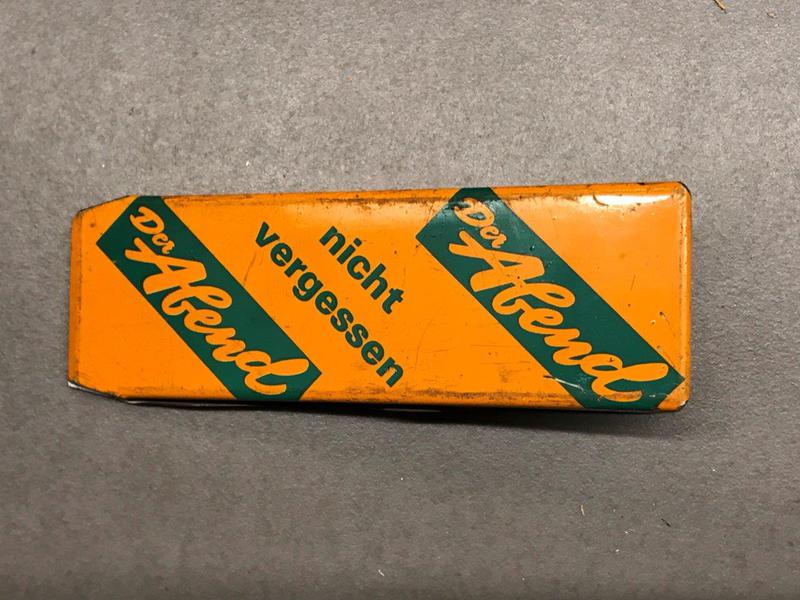 Der
Abend
nicht
vergessen
Der
Abend